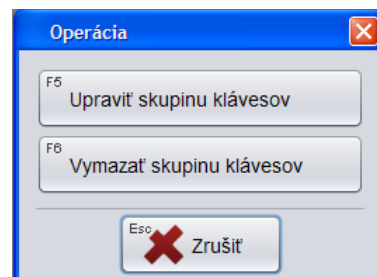 Operácia
F5
Upraviť skupinu klávesov
F6
Vymazať skupinu klávesov
Esc
Zrušiť